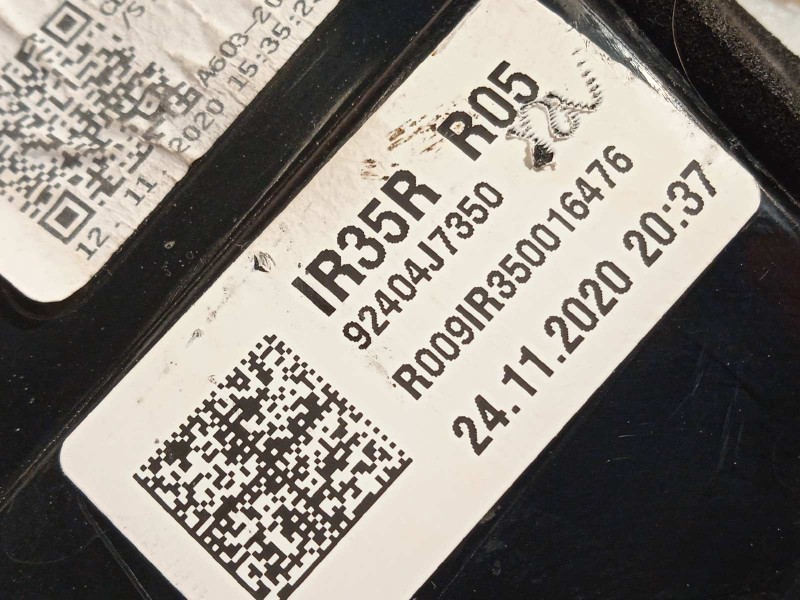 A603-20
12. 11. 2020 15:35:2
IR35R R05
92404J7350
R009IR350016476
24.11.2020 20:37